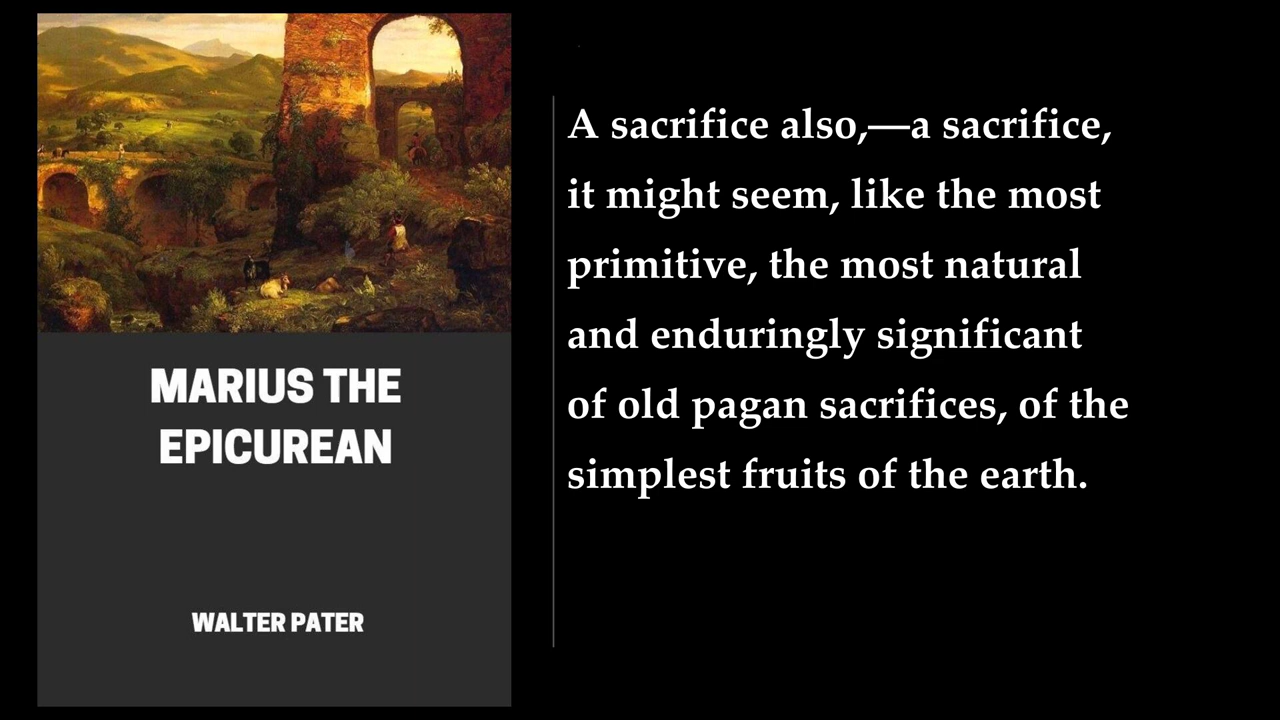 MARIUS THE
EPICUREAN
WALTER PATER
A sacrifice also,—a sacrifice,
it might seem, like the most
primitive, the most natural
and enduringly significant
of old pagan sacrifices, of the
simplest fruits of the earth.